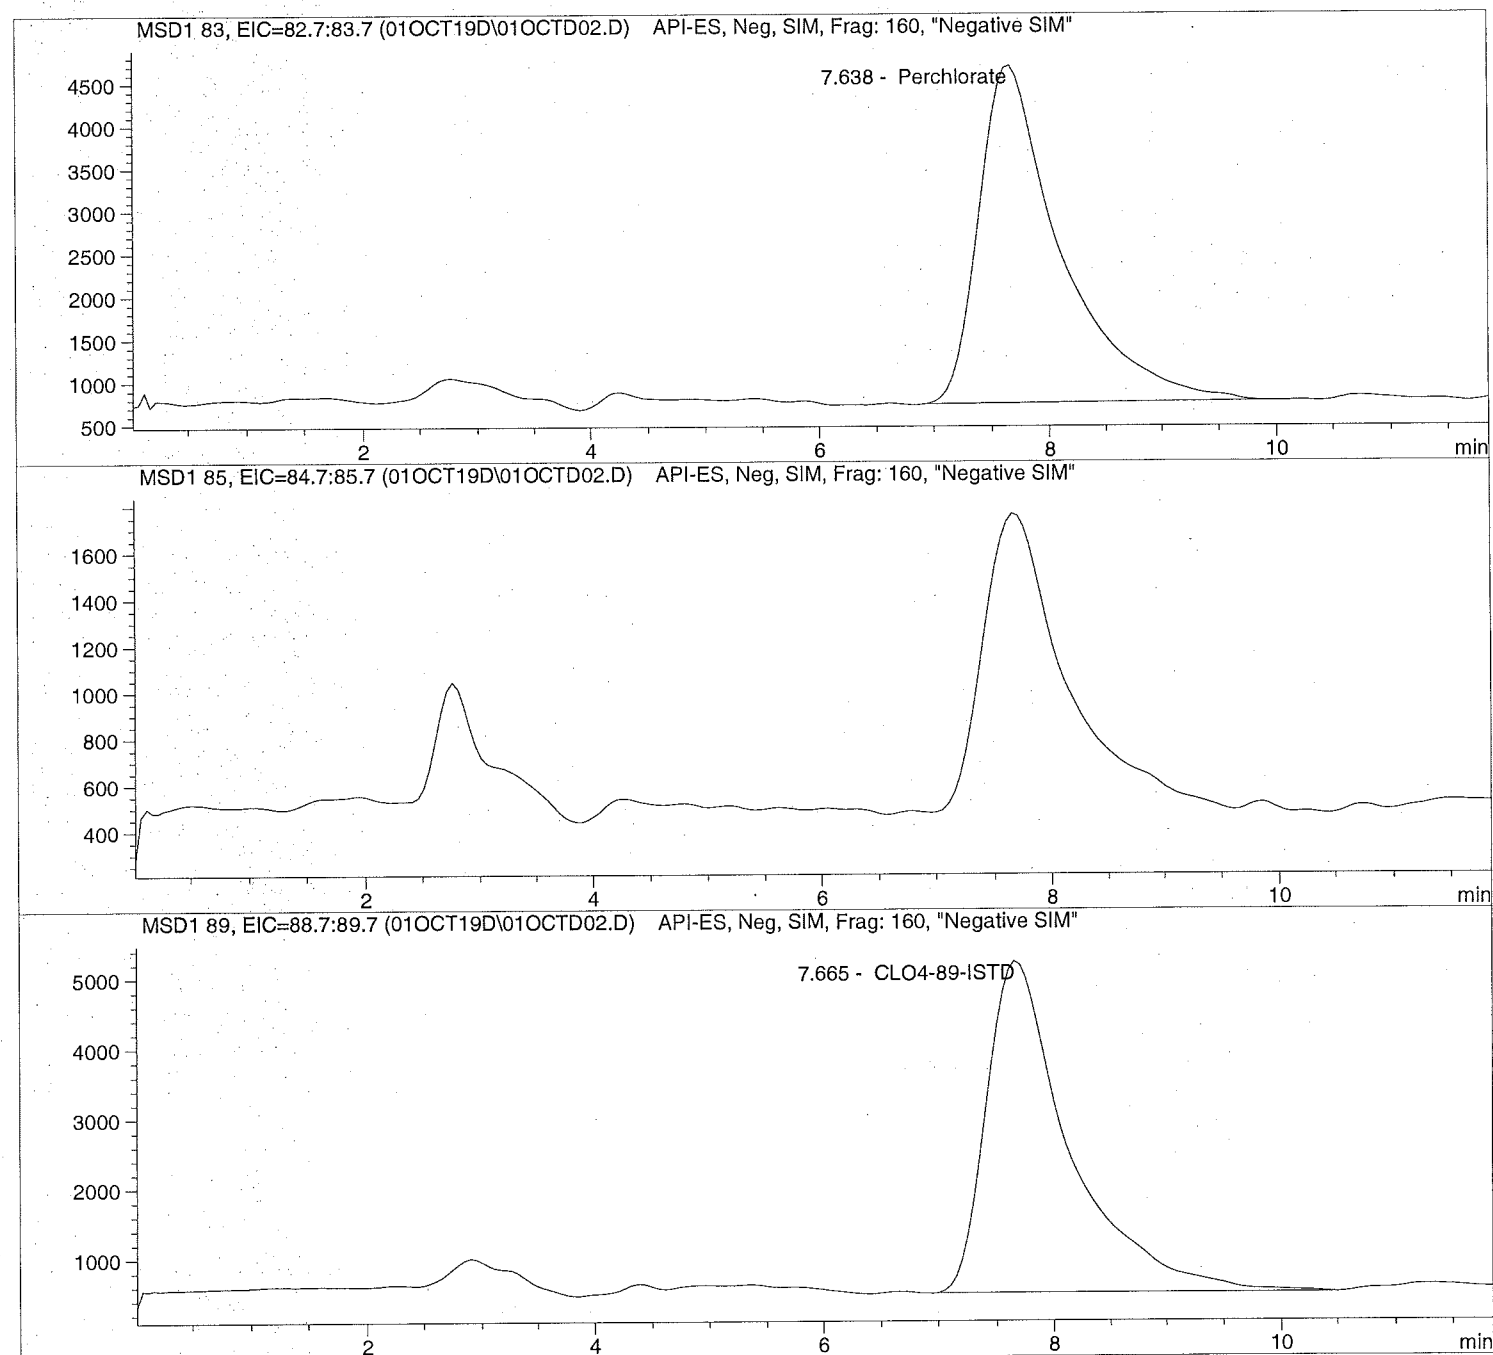 MSD1 83, EIC=82.7:83.7 (01OCT19D\01OCTD02.D) API-ES, Neg, SIM, Frag: 160, "Negative SIM"
7.638 - Perchlorate
4500
4000
3500
3000
2500
2000
1500
1000
500
2 4 6 8 10 min
MSD1 85, EIC=84.7:85.7 (01OCT19D\01OCTD02.D) API-ES, Neg, SIM, Frag: 160, "Negative SIM"
1600
1400
1200
1000
800
600
400
2 4 6 8 10 min
MSD1 89, EIC=88.7:89.7 (01OCT19D\01OCTD02.D) API-ES, Neg, SIM, Frag: 160, "Negative SIM"
7.665 - CLO4-89-ISTD
5000
4000
3000
2000
1000
2 4 6 8 10 min